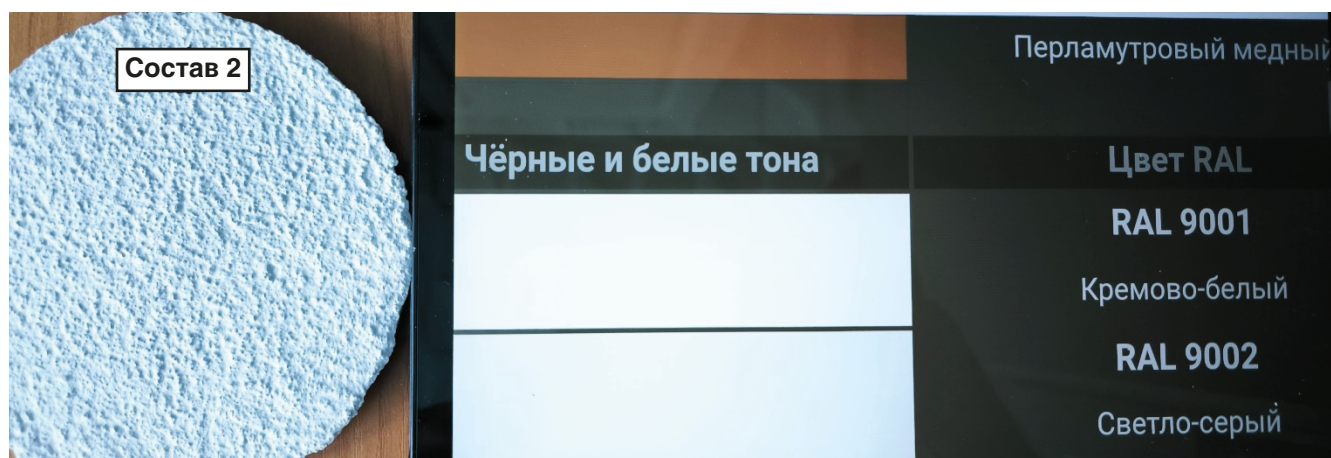 Состав 2
Перламутровый медный
Чёрные и белые тона
Цвет RAL
RAL 9001
Кремово-белый
RAL 9002
Светло-серый